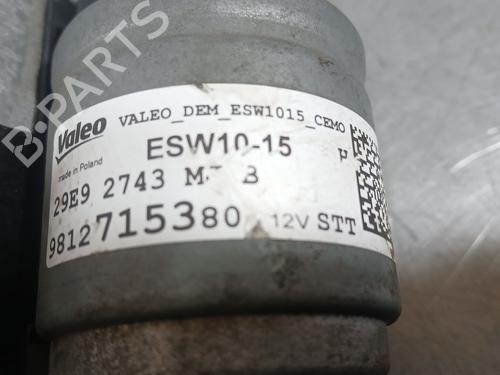 B-PARTS
Valeo
VALEO_DEM_ESW1015_CEMO
made in Poland
ESW10-15
29E9 2743
9812715380 12V STT